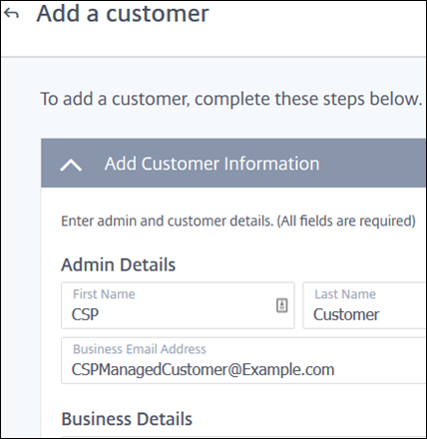 Add a customer
To add a customer, complete these steps below.
Add Customer Information
Enter admin and customer details. (All fields are required)
Admin Details
First Name Last Name
CSP Customer
Business Email Address
CSPManagedCustomer@Example.com
Business Details